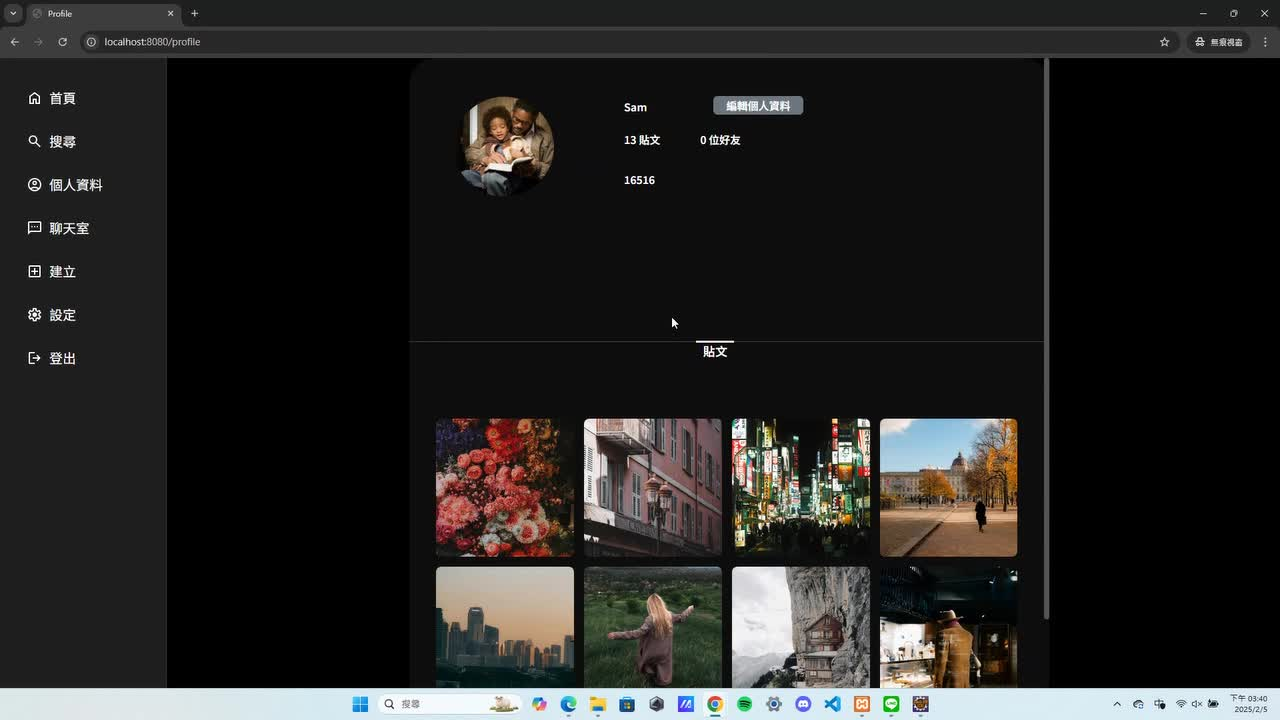 Profile
localhost:8080/profile
無痕視窗
首頁
搜尋
個人資料
聊天室
建立
設定
登出
Sam
編輯個人資料
13 貼文
0 位好友
16516
貼文
搜尋
下午 03:40
2025/2/5